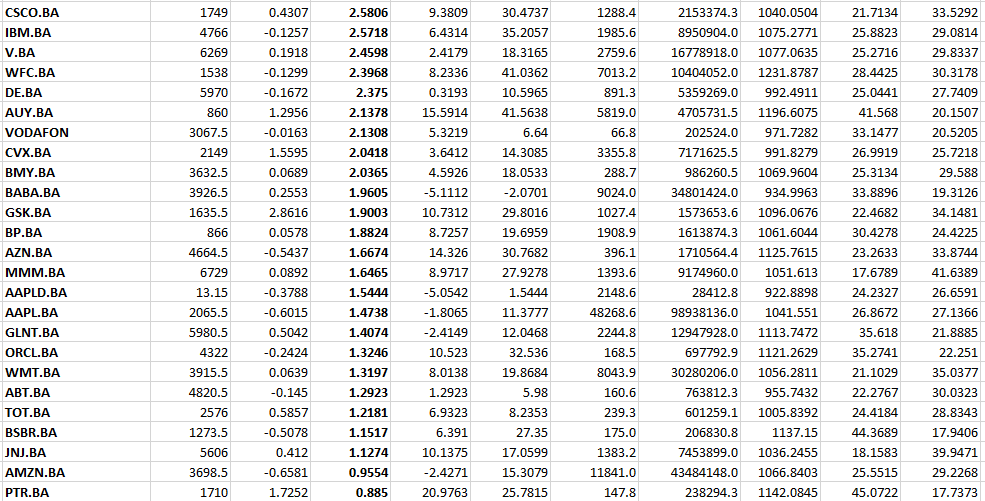 CSCO.BA 1749 0.4307 2.5806 9.3809 30.4737 1288.4 2153374.3 1040.0504 21.7134 33.5292
IBM.BA 4766 -0.1257 2.5718 6.4314 35.2057 1985.6 8950904.0 1075.2771 25.8823 29.0814
V.BA 6269 0.1918 2.4598 2.4179 18.3165 2759.6 16778918.0 1077.0635 25.2716 29.8337
WFC.BA 1538 -0.1299 2.3968 8.2336 41.0362 7013.2 10404052.0 1231.8787 28.4425 30.3178
DE.BA 5970 -0.1672 2.375 0.3193 10.5965 891.3 5359269.0 992.4911 25.0441 27.7409
AUY.BA 860 1.2956 2.1378 15.5914 41.5638 5819.0 4705731.5 1196.6075 41.568 20.1507
VODAFON 3067.5 -0.0163 2.1308 5.3219 6.64 66.8 202524.0 971.7282 33.1477 20.5205
CVX.BA 2149 1.5595 2.0418 3.6412 14.3085 3355.8 7171625.5 991.8279 26.9919 25.7218
BMY.BA 3632.5 0.0689 2.0365 4.5926 18.0533 288.7 986260.5 1069.9604 25.3134 29.588
BABA.BA 3926.5 0.2553 1.9605 -5.1112 -2.0701 9024.0 34801424.0 934.9963 33.8896 19.3126
GSK.BA 1635.5 2.8616 1.9003 10.7312 29.8016 1027.4 1573653.6 1096.0676 22.4682 34.1481
BP.BA 866 0.0578 1.8824 8.7257 19.6959 1908.9 1613874.3 1061.6044 30.4278 24.4225
AZN.BA 4664.5 -0.5437 1.6674 14.326 30.7682 396.1 1710564.4 1125.7615 23.2633 33.8744
MMM.BA 6729 0.0892 1.6465 8.9717 27.9278 1393.6 9174960.0 1051.613 17.6789 41.6389
AAPLD.BA 13.15 -0.3788 1.5444 -5.0542 1.5444 2148.6 28412.8 922.8898 24.2327 26.6591
AAPL.BA 2065.5 -0.6015 1.4738 -1.8065 11.3777 48268.6 98938136.0 1041.551 26.8672 27.1366
GLNT.BA 5980.5 0.5042 1.4074 -2.4149 12.0468 2244.8 12947928.0 1113.7472 35.618 21.8885
ORCL.BA 4322 -0.2424 1.3246 10.523 32.536 168.5 697792.9 1121.2629 35.2741 22.251
WMT.BA 3915.5 0.0639 1.3197 8.0138 19.8684 8043.9 30280206.0 1056.2811 21.1029 35.0377
ABT.BA 4820.5 -0.145 1.2923 1.2923 5.98 160.6 763812.3 955.7432 22.2767 30.0323
TOT.BA 2576 0.5857 1.2181 6.9323 8.2353 239.3 601259.1 1005.8392 24.4184 28.8343
BSBR.BA 1273.5 -0.5078 1.1517 6.391 27.35 175.0 206830.8 1137.15 44.3689 17.9406
JNJ.BA 5606 0.412 1.1274 10.1375 17.0599 1383.2 7453899.0 1036.2455 18.1583 39.9471
AMZN.BA 3698.5 -0.6581 0.9554 -2.4271 15.3079 11841.0 43484148.0 1066.8403 25.5515 29.2268
PTR.BA 1710 1.7252 0.885 20.9763 25.7815 147.8 238294.3 1142.0845 45.0722 17.7373